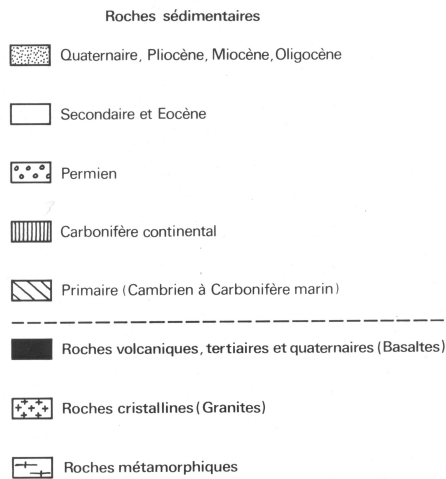 Roches sédimentaires
Quaternaire, Pliocène, Miocène, Oligocène
Secondaire et Eocène
Permien
Carbonifère continental
Primaire (Cambrien à Carbonifère marin)
Roches volcaniques, tertiaires et quaternaires (Basaltes)
Roches cristallines (Granites)
Roches métamorphiques